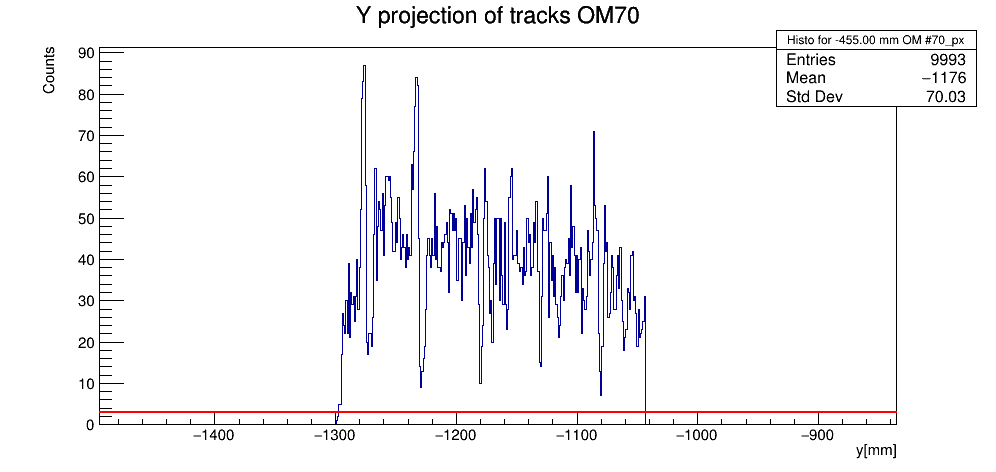 Y projection of tracks OM70
Histo for -455.00 mm OM #70_px
Entries 9993
Mean −1176
Std Dev 70.03
Counts
90
80
70
60
50
40
30
20
10
0
−1400 −1300 −1200 −1100 −1000 −900
y[mm]